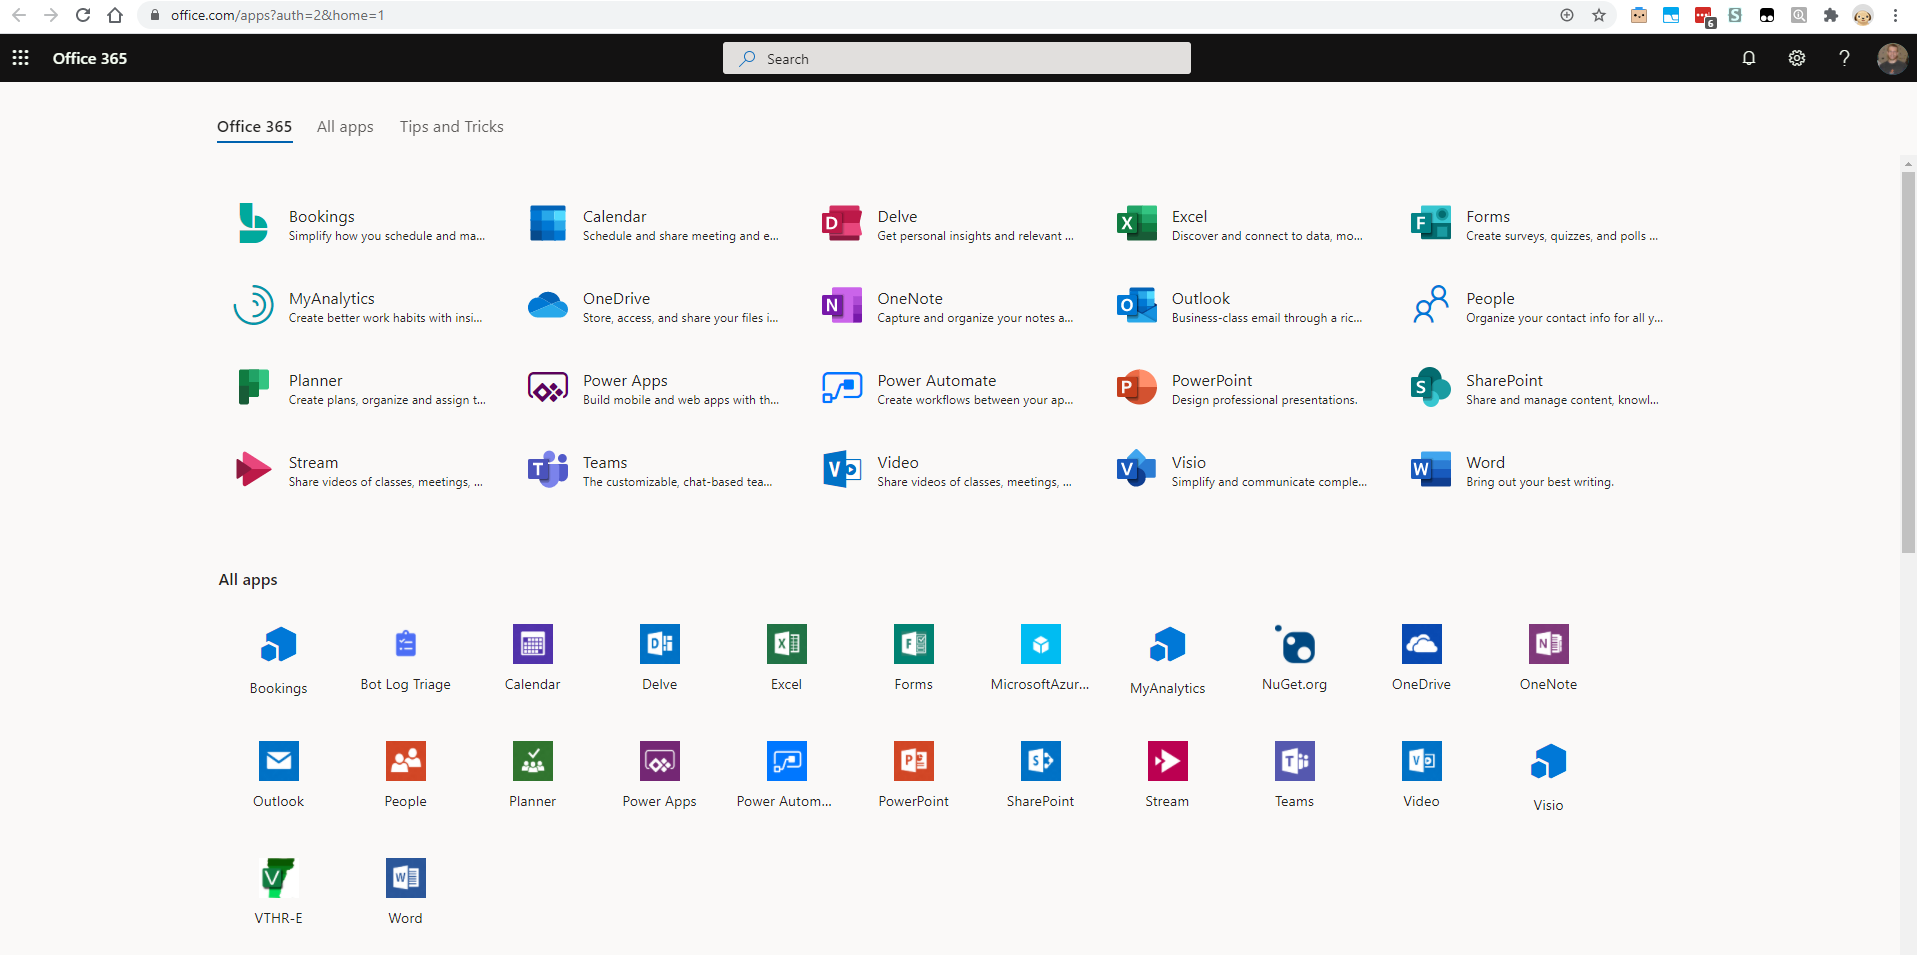 office.com/apps?auth=2&home=1
6
Office 365
Search
Office 365 All apps Tips and Tricks
Bookings Calendar Delve Excel Forms
Simplify how you schedule and ma... Schedule and share meeting and e... Get personal insights and relevant ... Discover and connect to data, mo... Create surveys, quizzes, and polls ...
MyAnalytics OneDrive OneNote Outlook People
Create better work habits with insi... Store, access, and share your files i... Capture and organize your notes a... Business-class email through a ric... Organize your contact info for all y...
Planner Power Apps Power Automate PowerPoint SharePoint
Create plans, organize and assign t... Build mobile and web apps with th... Create workflows between your ap... Design professional presentations. Share and manage content, knowl...
Stream Teams Video Visio Word
Share videos of classes, meetings, ... The customizable, chat-based tea... Share videos of classes, meetings, ... Simplify and communicate comple... Bring out your best writing.
All apps
Bookings Bot Log Triage Calendar Delve Excel Forms MicrosoftAzur... MyAnalytics NuGet.org OneDrive OneNote
Outlook People Planner Power Apps Power Autom... PowerPoint SharePoint Stream Teams Video Visio
VTHR-E Word